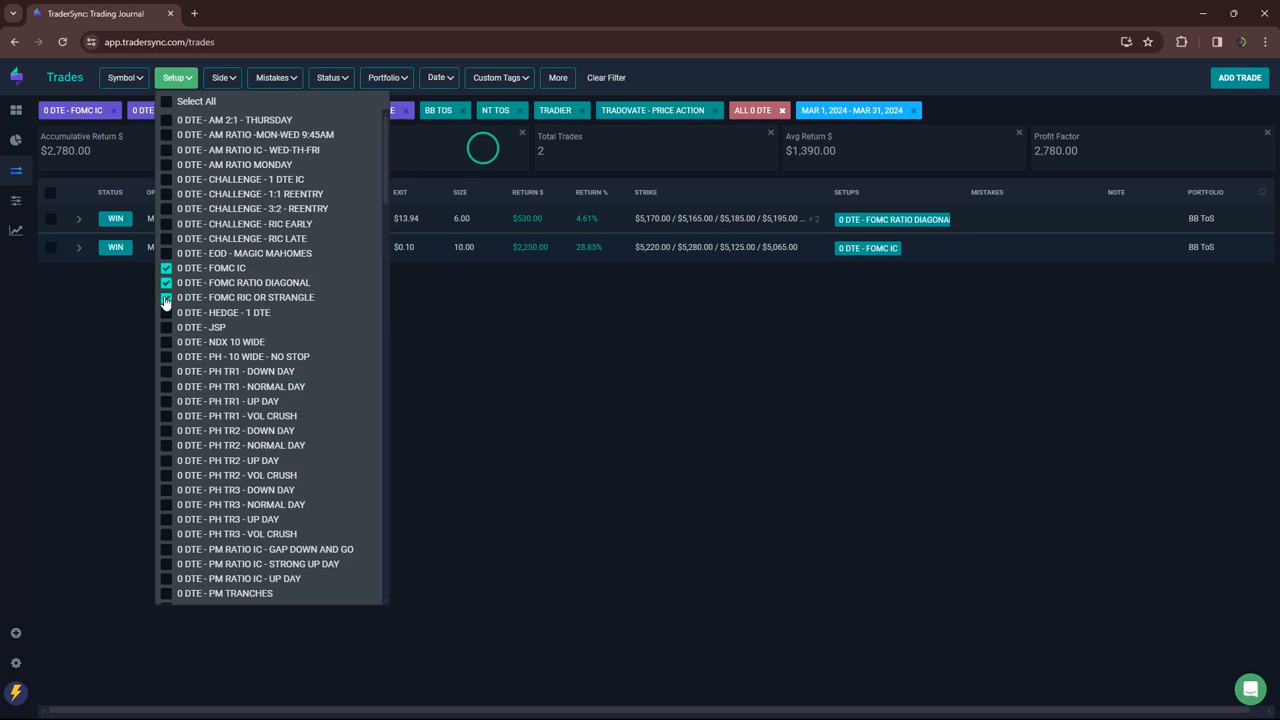 TraderSync: Trading Journal
app.tradersync.com/trades
Trades
Symbol
Setup
Side
Mistakes
Status
Portfolio
Date
Custom Tags
More
Clear Filter
ADD TRADE
0 DTE - FOMC IC
0 DTE
BB TOS
NT TOS
TRADIER
TRADOVATE - PRICE ACTION
ALL 0 DTE
MAR 1, 2024 - MAR 31, 2024
Accumulative Return $
$2,780.00
Total Trades
2
Avg Return $
$1,390.00
Profit Factor
2,780.00
STATUS
EXIT
SIZE
RETURN $
RETURN %
STRIKE
SETUPS
MISTAKES
NOTE
PORTFOLIO
WIN
$13.94
6.00
$530.00
4.61%
$5,170.00 / $5,165.00 / $5,185.00 / $5,195.00 ... + 2
0 DTE - FOMC RATIO DIAGONAL
BB ToS
WIN
$0.10
10.00
$2,250.00
28.85%
$5,220.00 / $5,280.00 / $5,125.00 / $5,065.00
0 DTE - FOMC IC
BB ToS
Select All
0 DTE - AM 2:1 - THURSDAY
0 DTE - AM RATIO -MON-WED 9:45AM
0 DTE - AM RATIO IC - WED-TH-FRI
0 DTE - AM RATIO MONDAY
0 DTE - CHALLENGE - 1 DTE IC
0 DTE - CHALLENGE - 1:1 REENTRY
0 DTE - CHALLENGE - 3:2 - REENTRY
0 DTE - CHALLENGE - RIC EARLY
0 DTE - CHALLENGE - RIC LATE
0 DTE - EOD - MAGIC MAHOMES
0 DTE - FOMC IC
0 DTE - FOMC RATIO DIAGONAL
0 DTE - FOMC RIC OR STRANGLE
0 DTE - HEDGE - 1 DTE
0 DTE - JSP
0 DTE - NDX 10 WIDE
0 DTE - PH - 10 WIDE - NO STOP
0 DTE - PH TR1 - DOWN DAY
0 DTE - PH TR1 - NORMAL DAY
0 DTE - PH TR1 - UP DAY
0 DTE - PH TR1 - VOL CRUSH
0 DTE - PH TR2 - DOWN DAY
0 DTE - PH TR2 - NORMAL DAY
0 DTE - PH TR2 - UP DAY
0 DTE - PH TR2 - VOL CRUSH
0 DTE - PH TR3 - DOWN DAY
0 DTE - PH TR3 - NORMAL DAY
0 DTE - PH TR3 - UP DAY
0 DTE - PH TR3 - VOL CRUSH
0 DTE - PM RATIO IC - GAP DOWN AND GO
0 DTE - PM RATIO IC - STRONG UP DAY
0 DTE - PM RATIO IC - UP DAY
0 DTE - PM TRANCHES